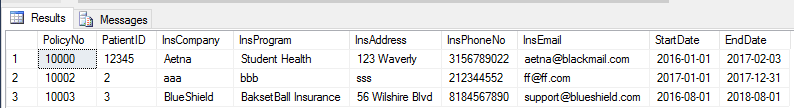 Results Messages
PolicyNo PatientID InsCompany InsProgram InsAddress InsPhoneNo InsEmail StartDate EndDate
1 10000 12345 Aetna Student Health 123 Waverly 3156789022 aetna@blackmail.com 2016-01-01 2017-02-03
2 10002 2 aaa bbb sss 212344552 ff@ff.com 2017-01-01 2017-12-31
3 10003 3 BlueShield BaksetBall Insurance 56 Wilshire Blvd 8184567890 support@blueshield.com 2016-08-01 2018-08-01